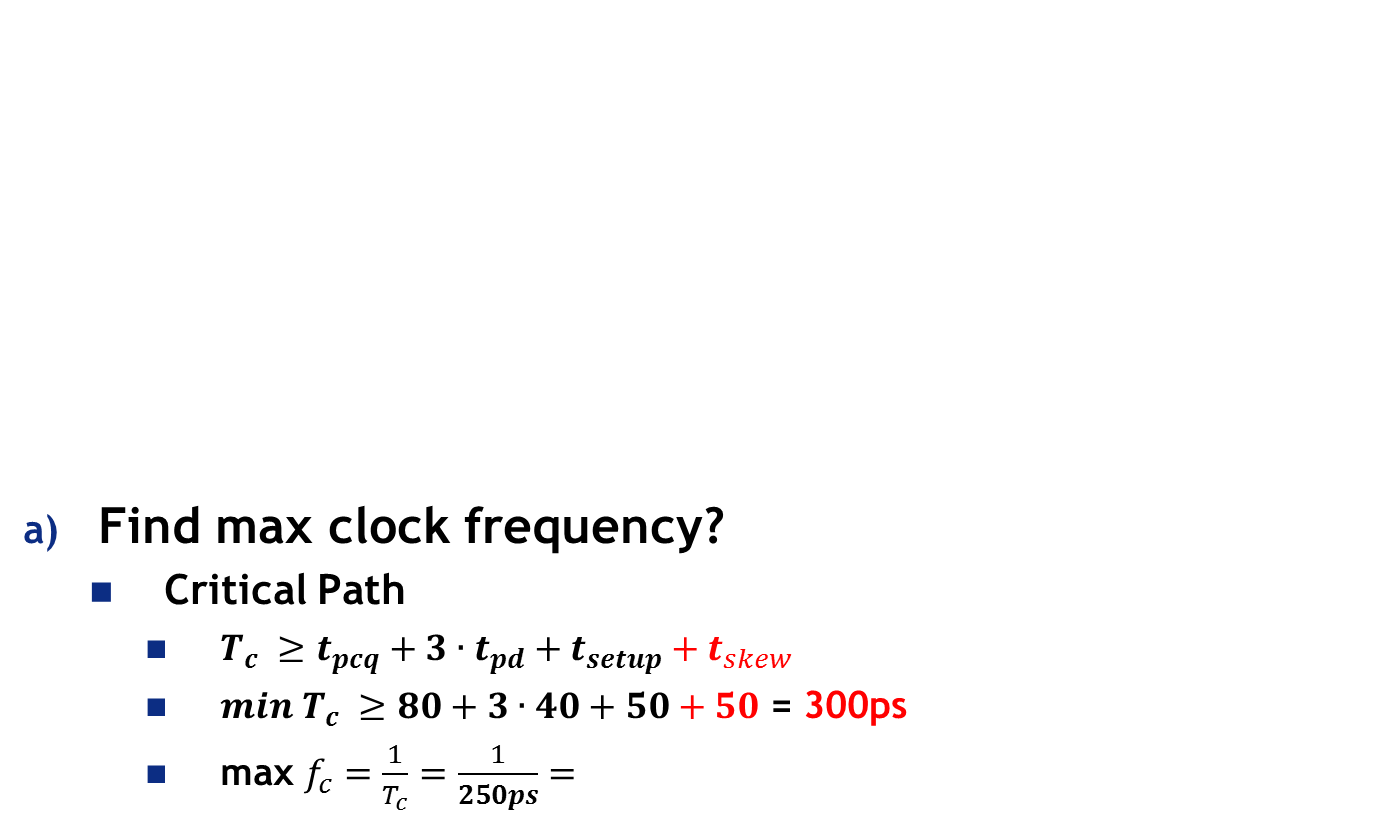 a) Find max clock frequency?
■ Critical Path
■ T_c ≥ t_pcq + 3 · t_pd + t_setup + t_skew
■ min T_c ≥ 80 + 3 · 40 + 50 + 50 = 300ps
■ max f_c = 1/T_C = 1/250ps =